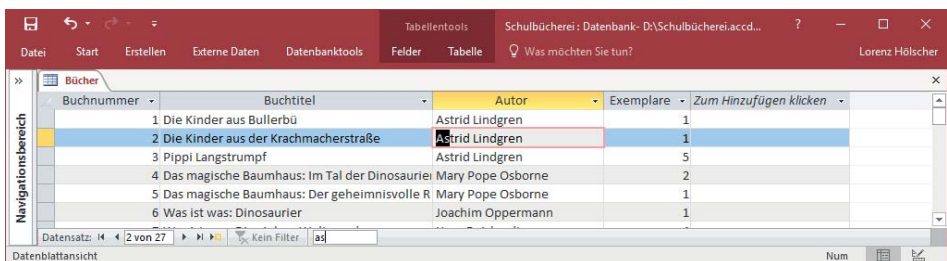 Tabellentools Schulbücherei : Datenbank- D:\Schulbücherei.accd... ?
Datei Start Erstellen Externe Daten Datenbanktools Felder Tabelle Was möchten Sie tun? Lorenz Hölscher
» Bücher
Buchnummer Buchtitel Autor Exemplare Zum Hinzufügen klicken
1 Die Kinder aus Bullerbü Astrid Lindgren 1
2 Die Kinder aus der Krachmacherstraße Astrid Lindgren 1
3 Pippi Langstrumpf Astrid Lindgren 5
4 Das magische Baumhaus: Im Tal der Dinosaurier Mary Pope Osborne 2
5 Das magische Baumhaus: Der geheimnisvolle R Mary Pope Osborne 1
6 Was ist was: Dinosaurier Joachim Oppermann 1
Navigationsbereich
Datensatz: 2 von 27 Kein Filter as
Datenblattansicht Num